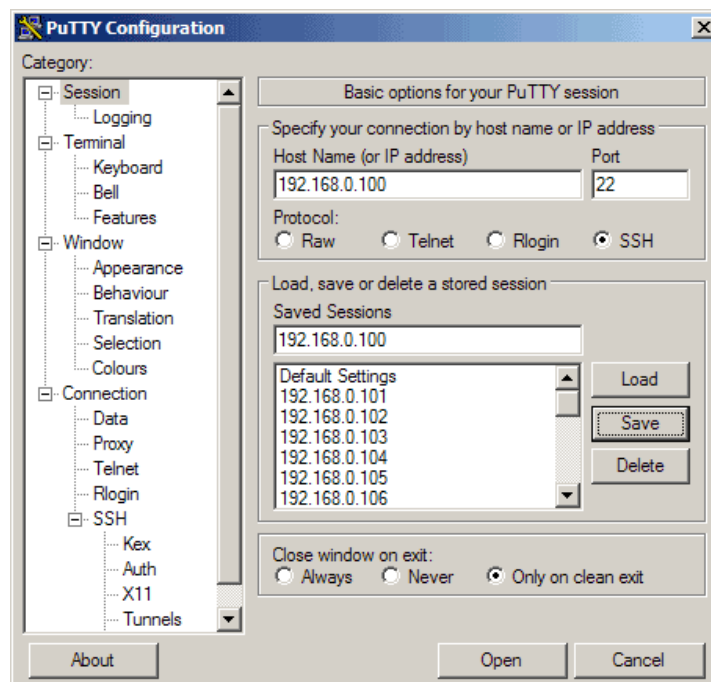 PuTTY Configuration
Category:
Session
Logging
Terminal
Keyboard
Bell
Features
Window
Appearance
Behaviour
Translation
Selection
Colours
Connection
Data
Proxy
Telnet
Rlogin
SSH
Kex
Auth
X11
Tunnels
Basic options for your PuTTY session
Specify your connection by host name or IP address
Host Name (or IP address) Port
192.168.0.100 22
Protocol:
Raw Telnet Rlogin SSH
Load, save or delete a stored session
Saved Sessions
192.168.0.100
Default Settings
192.168.0.101
192.168.0.102
192.168.0.103
192.168.0.104
192.168.0.105
192.168.0.106
Load
Save
Delete
Close window on exit:
Always Never Only on clean exit
About Open Cancel